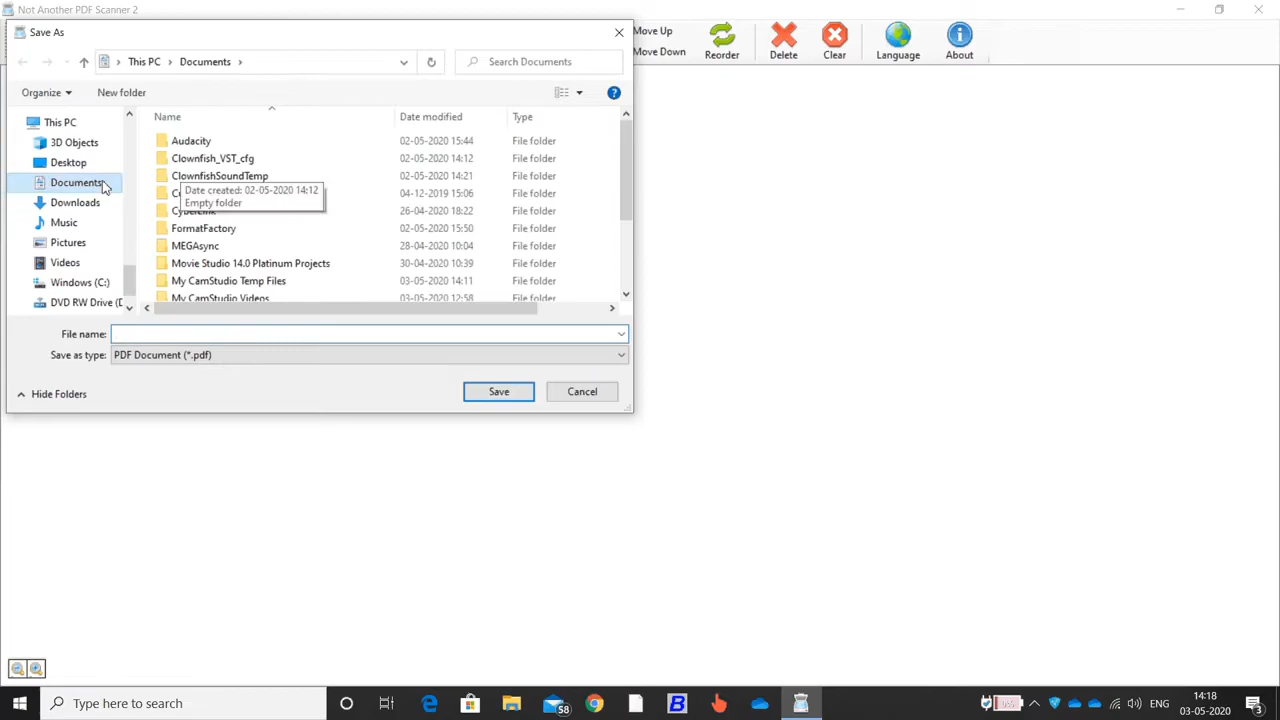 Not Another PDF Scanner 2
Save As
This PC
Documents
Search Documents
Organize
New folder
Name
Date modified
Type
This PC
3D Objects
Desktop
Documents
Downloads
Music
Pictures
Videos
Windows (C:)
DVD RW Drive (D
Audacity 02-05-2020 15:44 File folder
Clownfish_VST_cfg 02-05-2020 14:12 File folder
ClownfishSoundTemp 02-05-2020 14:21 File folder
04-12-2019 15:06 File folder
CyberLink 26-04-2020 18:22 File folder
FormatFactory 02-05-2020 15:50 File folder
MEGAsync 28-04-2020 10:04 File folder
Movie Studio 14.0 Platinum Projects 30-04-2020 10:39 File folder
My CamStudio Temp Files 03-05-2020 14:11 File folder
My CamStudio Videos 03-05-2020 12:58 File folder
Date created: 02-05-2020 14:12
Empty folder
File name:
Save as type: PDF Document (*.pdf)
Hide Folders
Save
Cancel
Move Up
Move Down
Reorder
Delete
Clear
Language
About
Type here to search
58
ENG
14:18
03-05-2020
3